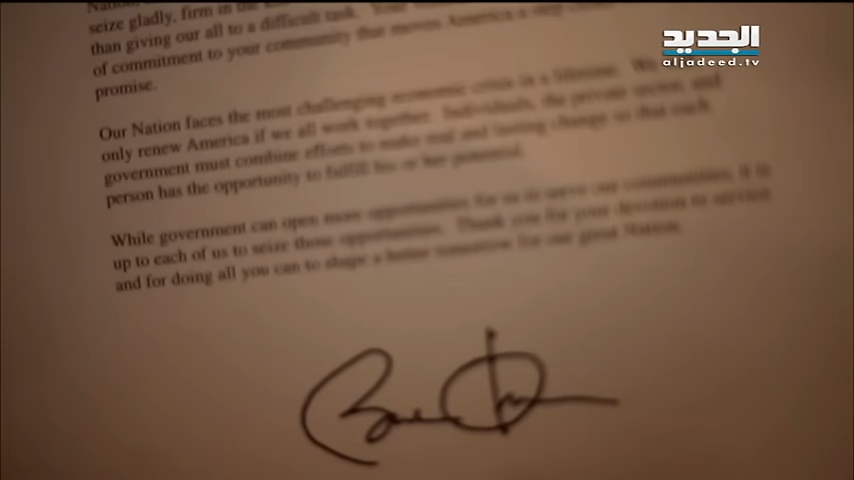 الجديد
aljadeed.tv
Nation,
seize gladly, firm in the
than giving our all to a difficult task. Your
of commitment to your community that moves America a step
promise.
Our Nation faces the most challenging economic crisis in a lifetime. We
only renew America if we all work together. Individuals, the private sector, and
government must combine efforts to make real and lasting change so that each
person has the opportunity to fulfill his or her potential.
While government can open more opportunities for us to serve our communities, it is
up to each of us to seize those opportunities. Thank you for your devotion to service
and for doing all you can to shape a better tomorrow for our great Nation.